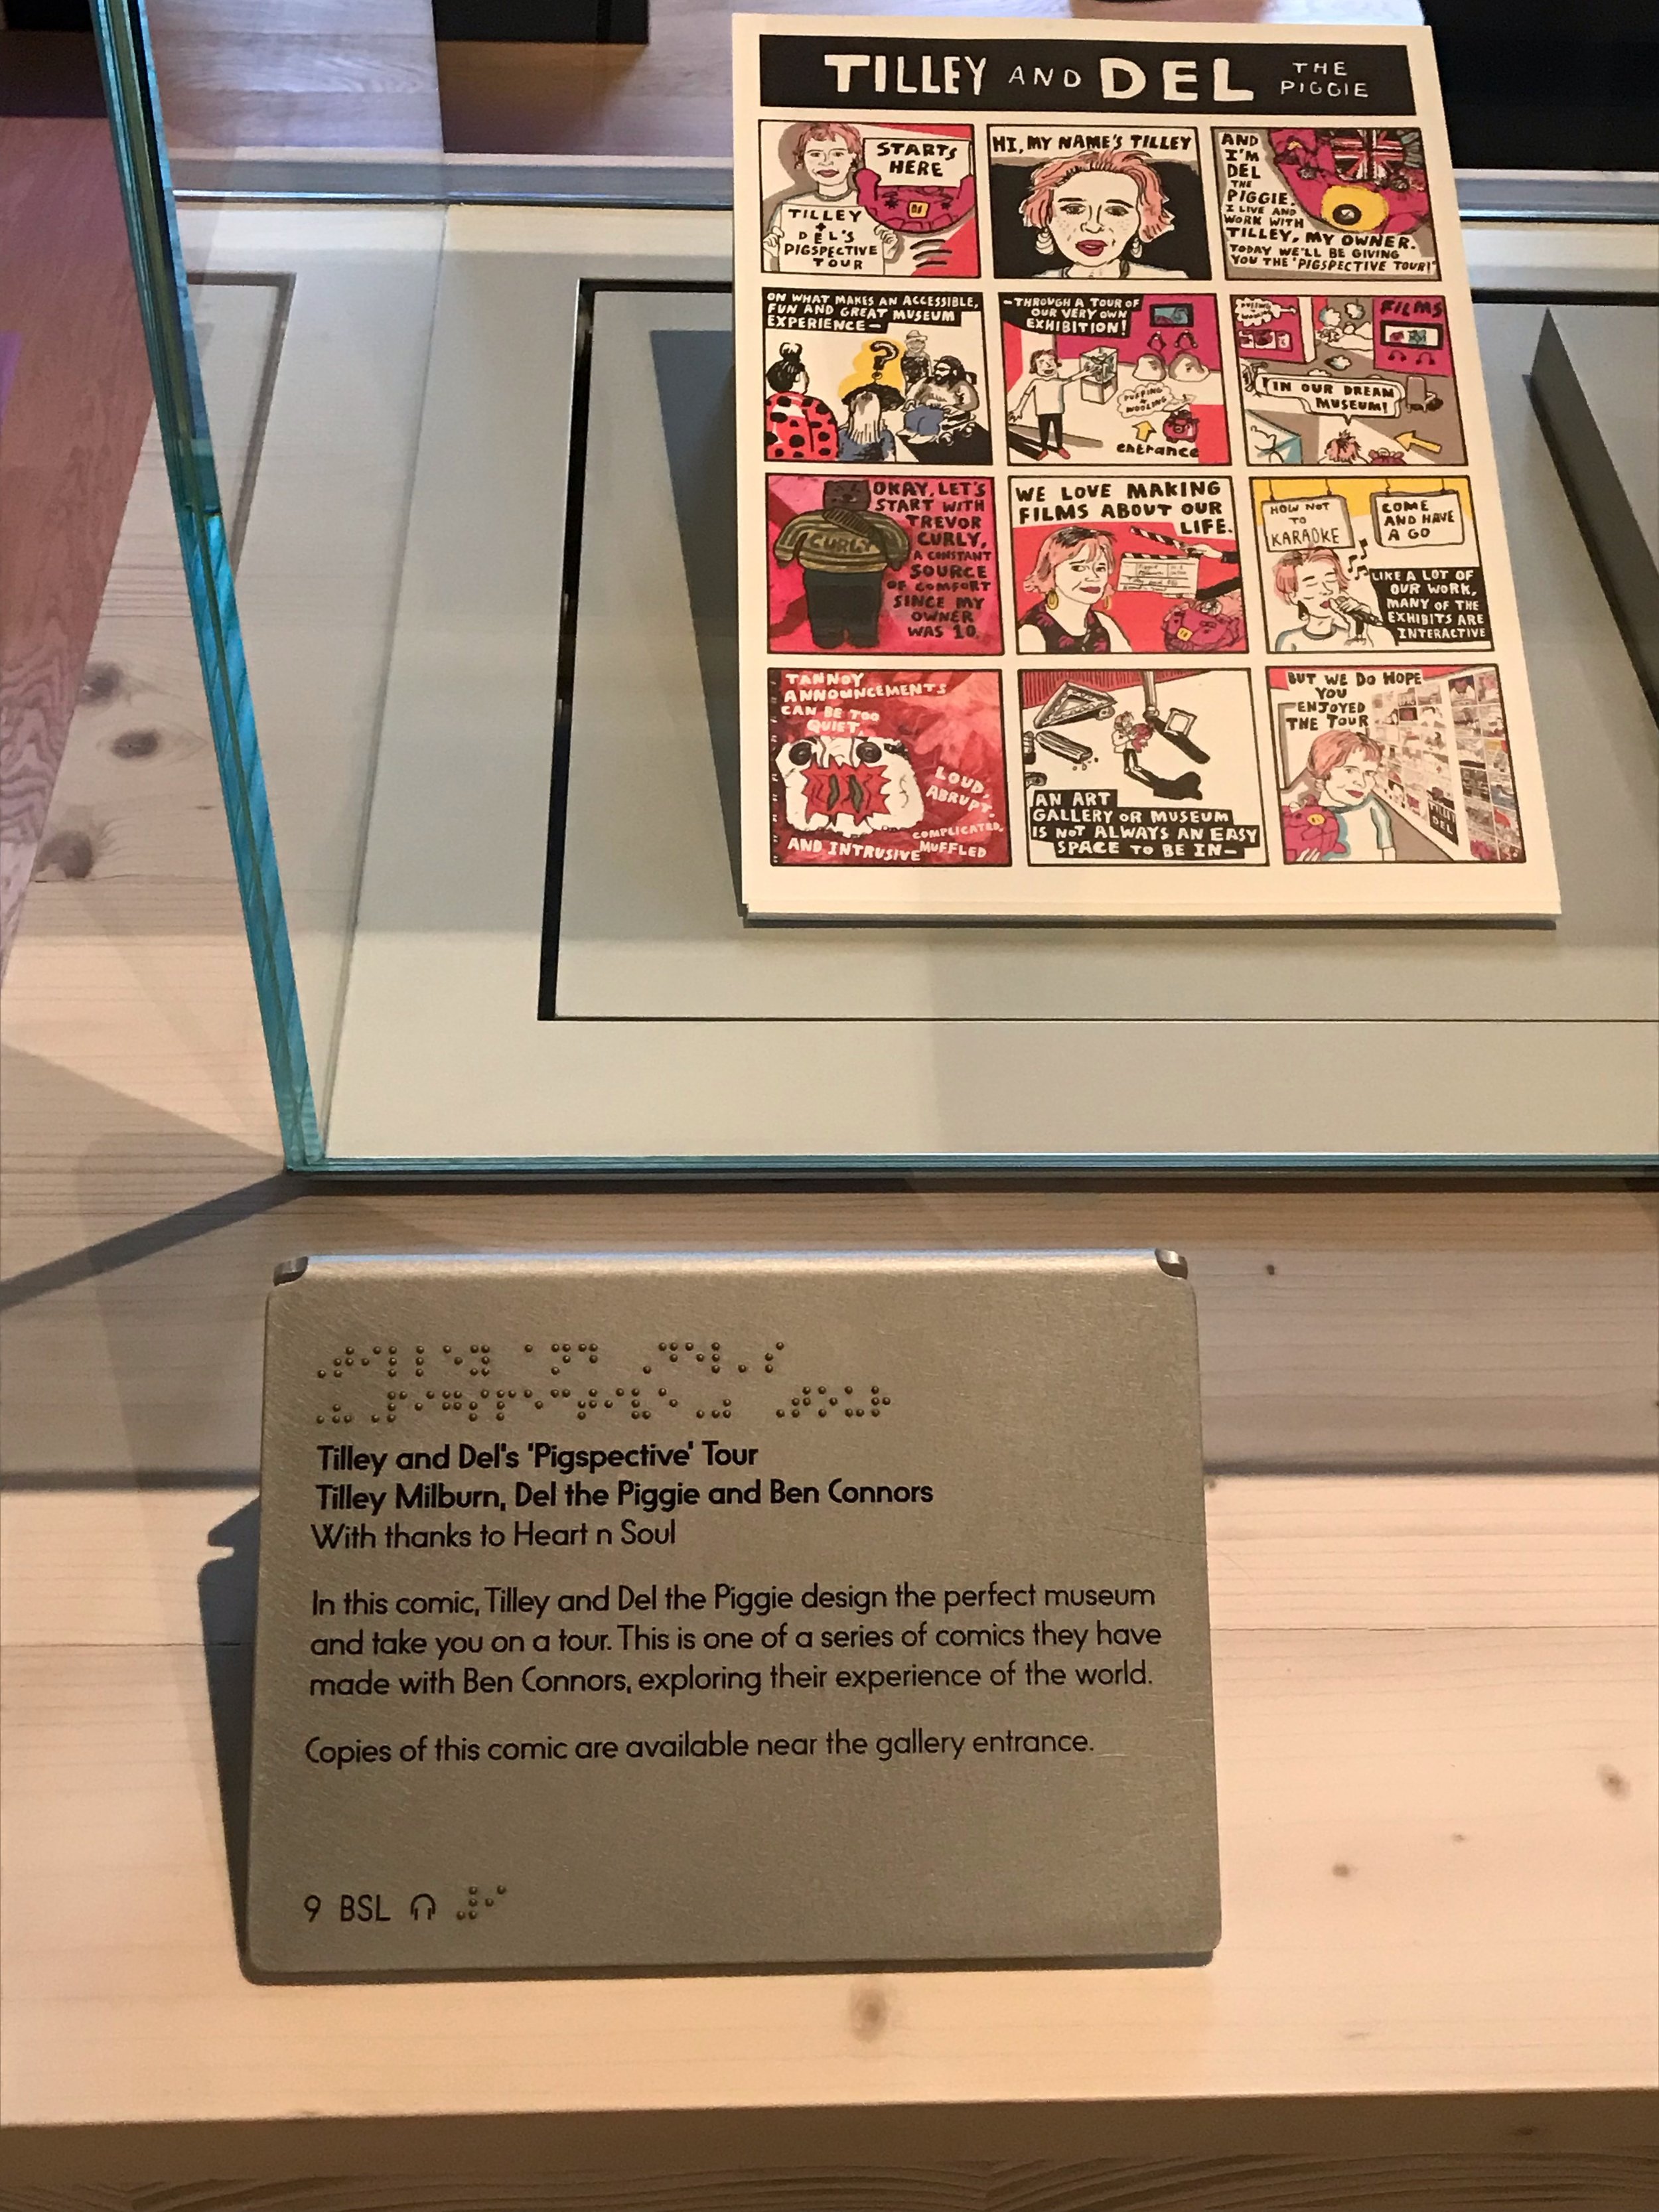 TILLEY AND DEL THE
PIGGIE
STARTS
HERE
TILLEY
+
DEL'S
PIGSPECTIVE
TOUR
HI, MY NAME'S TILLEY
AND
I'M
DEL
THE
PIGGIE.
I LIVE AND
WORK WITH
TILLEY, MY OWNER.
TODAY WE'LL BE GIVING
YOU THE 'PIGSPECTIVE TOUR!'
ON WHAT MAKES AN ACCESSIBLE,
FUN AND GREAT MUSEUM
EXPERIENCE—
?
—THROUGH A TOUR OF
OUR VERY OWN
EXHIBITION!
entrance
FILMS
IN OUR DREAM
MUSEUM!
CURLY
OKAY, LET'S
START WITH
TREVOR
CURLY,
A CONSTANT
SOURCE
OF COMFORT
SINCE MY
OWNER
WAS 10.
WE LOVE MAKING
FILMS ABOUT OUR
LIFE.
HOW NOT
TO
KARAOKE
COME
AND HAVE
A GO
LIKE A LOT OF
OUR WORK,
MANY OF THE
EXHIBITS ARE
INTERACTIVE
TANNOY
ANNOUNCEMENTS
CAN BE TOO
QUIET,
LOUD,
ABRUPT,
COMPLICATED,
MUFFLED
AND INTRUSIVE
AN ART
GALLERY OR MUSEUM
IS NOT ALWAYS AN EASY
SPACE TO BE IN—
BUT WE DO HOPE
YOU
ENJOYED
THE TOUR
Tilley and Del's 'Pigspective' Tour
Tilley Milburn, Del the Piggie and Ben Connors
With thanks to Heart n Soul
In this comic, Tilley and Del the Piggie design the perfect museum
and take you on a tour. This is one of a series of comics they have
made with Ben Connors, exploring their experience of the world.
Copies of this comic are available near the gallery entrance.
9 BSL